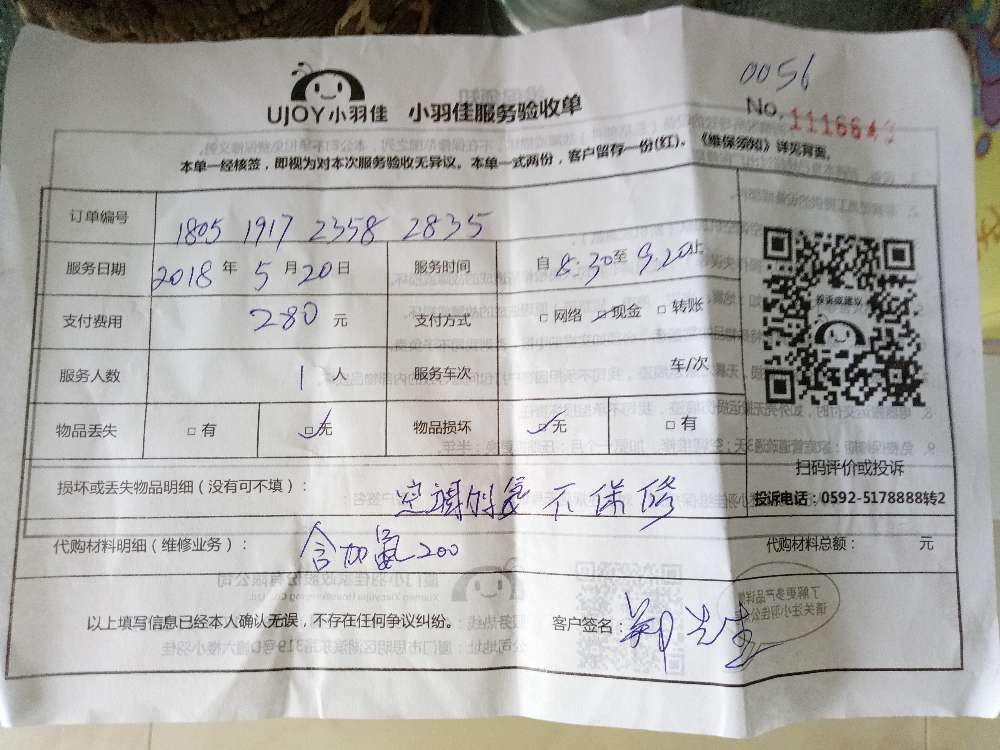 0056
UJOY小羽佳 小羽佳服务验收单
No. 1116643
本单一经核签，即视为对本次服务验收无异议。本单一式两份，客户留存一份(红)。《维保须知》详见背面。
订单编号 1805 1917 2358 2835
服务日期 2018 年 5 月 20 日 服务时间 自 8:30 至 9.20
支付费用 280 元 支付方式 □ 网络 □ 现金 □ 转账
服务人数 1 人 服务车次 车/次
物品丢失 □ 有 □ 无 物品损坏 □ 无 □ 有
投诉或建议
扫码评价或投诉
投诉电话：0592-5178888转2
损坏或丢失物品明细（没有可不填）： 空调 不保修
代购材料明细（维修业务）： 含加氟200 代购材料总额： 元
以上填写信息已经本人确认无误，不存在任何争议纠纷。 客户签名： 郑先生